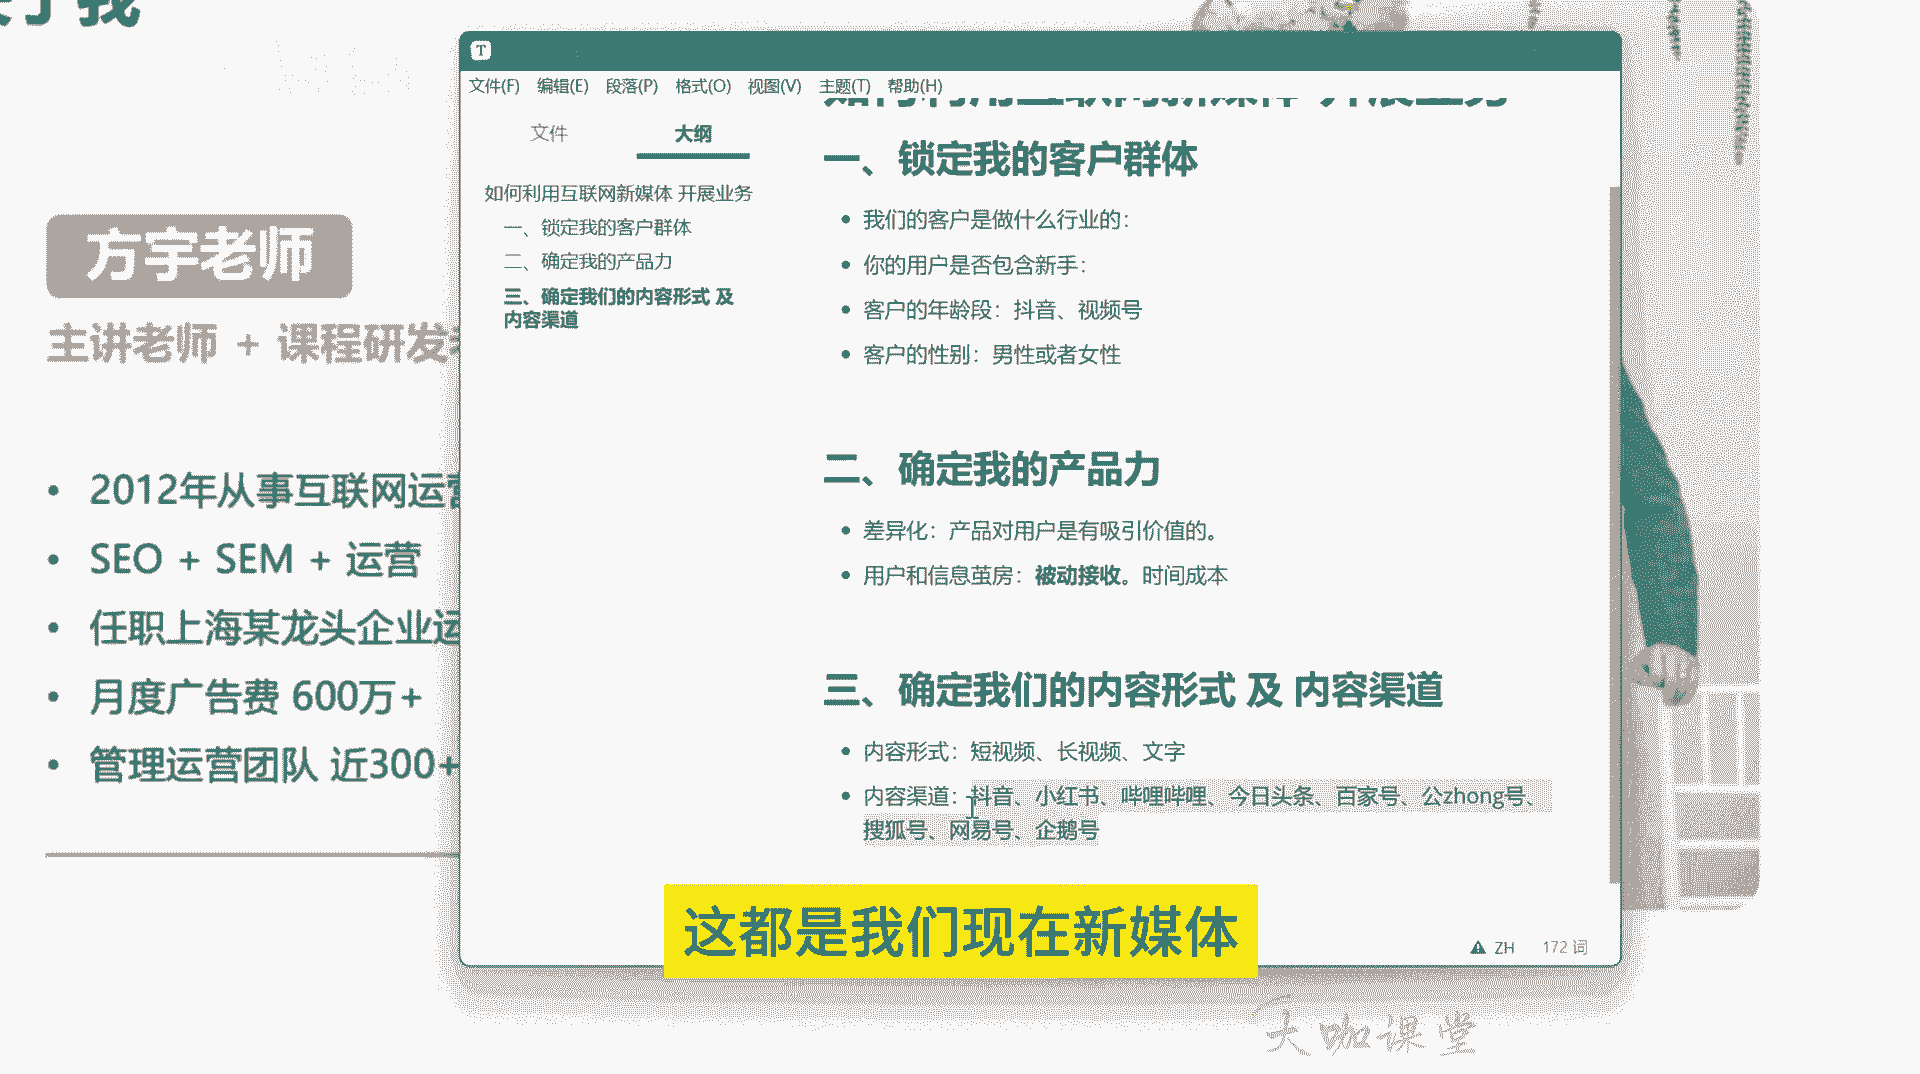 方宇老师
主讲老师 + 课程研发
2012年从事互联网运营
SEO + SEM + 运营
任职上海某龙头企业运
月度广告费 600万+
管理运营团队 近300+
T
文件(F) 编辑(E) 段落(P) 格式(O) 视图(V) 主题(T) 帮助(H)
文件 大纲
如何利用互联网新媒体 开展业务
一、锁定我的客户群体
二、确定我的产品力
三、确定我们的内容形式 及
内容渠道
如何利用互联网新媒体 开展业务
一、锁定我的客户群体
我们的客户是做什么行业的：
你的用户是否包含新手：
客户的年龄段：抖音、视频号
客户的性别：男性或者女性
二、确定我的产品力
差异化：产品对用户是有吸引价值的。
用户和信息茧房：被动接收。时间成本
三、确定我们的内容形式 及 内容渠道
内容形式：短视频、长视频、文字
内容渠道：抖音、小红书、哔哩哔哩、今日头条、百家号、公zhong号、
搜狐号、网易号、企鹅号
这都是我们现在新媒体
ZH 172 词
大咖课堂